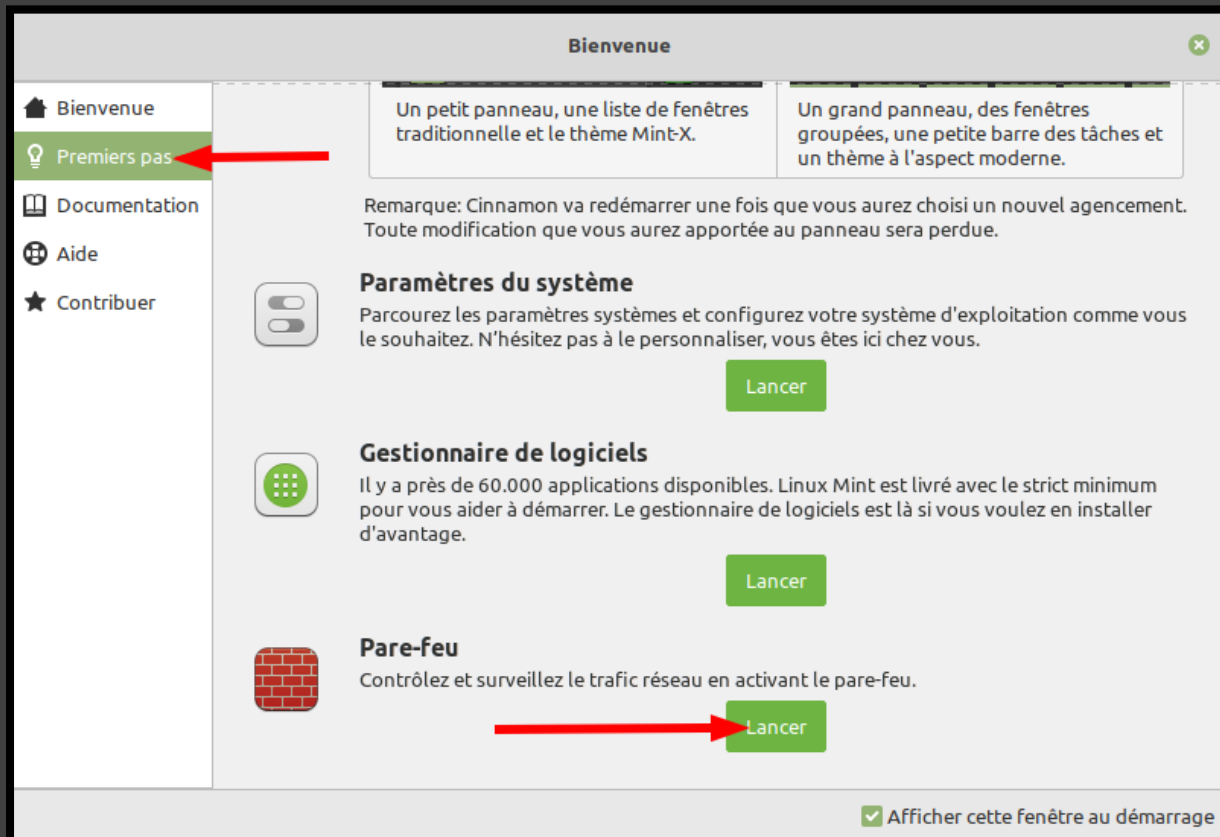 Bienvenue
Bienvenue
Premiers pas
Documentation
Aide
Contribuer
Un petit panneau, une liste de fenêtres
traditionnelle et le thème Mint-X.
Un grand panneau, des fenêtres
groupées, une petite barre des tâches et
un thème à l'aspect moderne.
Remarque: Cinnamon va redémarrer une fois que vous aurez choisi un nouvel agencement.
Toute modification que vous aurez apportée au panneau sera perdue.
Paramètres du système
Parcourez les paramètres systèmes et configurez votre système d'exploitation comme vous
le souhaitez. N’hésitez pas à le personnaliser, vous êtes ici chez vous.
Lancer
Gestionnaire de logiciels
Il y a près de 60.000 applications disponibles. Linux Mint est livré avec le strict minimum
pour vous aider à démarrer. Le gestionnaire de logiciels est là si vous voulez en installer
d'avantage.
Lancer
Pare-feu
Contrôlez et surveillez le trafic réseau en activant le pare-feu.
Lancer
Afficher cette fenêtre au démarrage